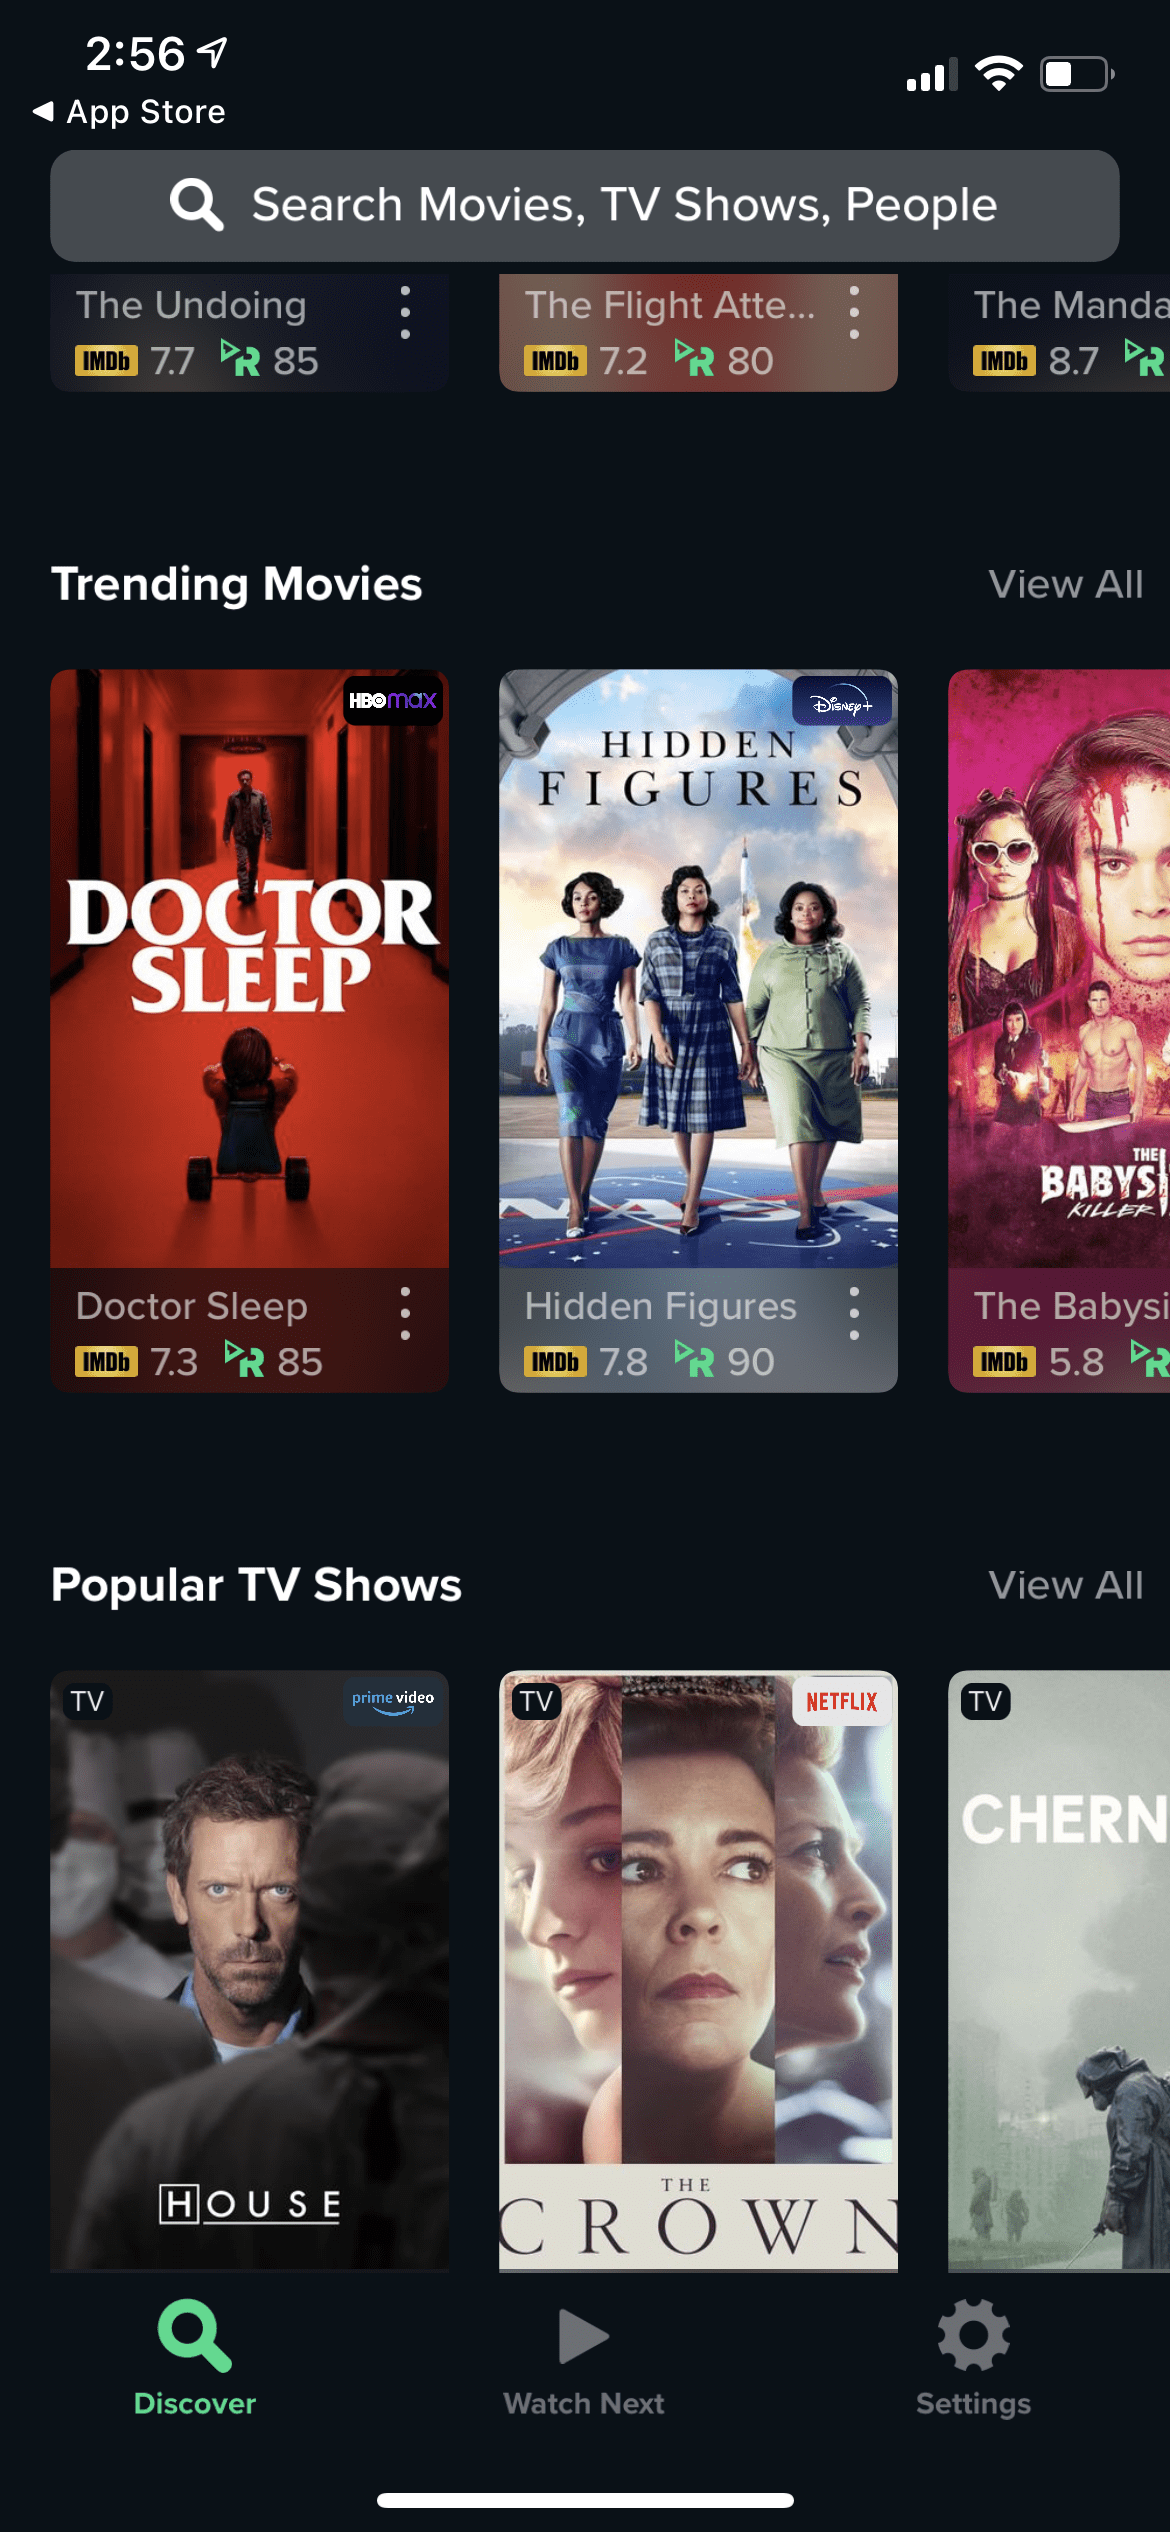 2:56
App Store
Search Movies, TV Shows, People
The Undoing
IMDb 7.7 R 85
The Flight Atte...
IMDb 7.2 R 80
The Manda
IMDb 8.7 R
Trending Movies
View All
HBO max
DOCTOR
SLEEP
Doctor Sleep
IMDb 7.3 R 85
Disney+
HIDDEN
FIGURES
NASA
Hidden Figures
IMDb 7.8 R 90
THE
BABYSI
KILLER
The Babysi
IMDb 5.8 R
Popular TV Shows
View All
TV
prime video
HOUSE
TV
NETFLIX
THE
CROWN
TV
CHERN
Discover
Watch Next
Settings